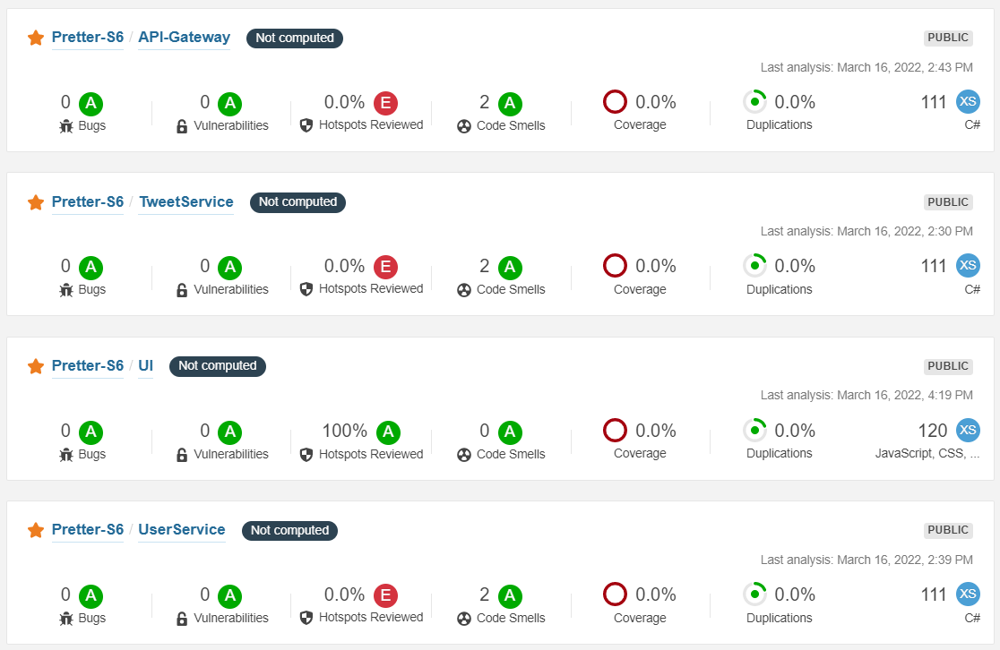 Pretter-S6 / API-Gateway Not computed PUBLIC
Last analysis: March 16, 2022, 2:43 PM
0 A 0 A 0.0% E 2 A 0.0% 0.0% 111 XS
Bugs Vulnerabilities Hotspots Reviewed Code Smells Coverage Duplications C#
Pretter-S6 / TweetService Not computed PUBLIC
Last analysis: March 16, 2022, 2:30 PM
0 A 0 A 0.0% E 2 A 0.0% 0.0% 111 XS
Bugs Vulnerabilities Hotspots Reviewed Code Smells Coverage Duplications C#
Pretter-S6 / UI Not computed PUBLIC
Last analysis: March 16, 2022, 4:19 PM
0 A 0 A 100% A 0 A 0.0% 0.0% 120 XS
Bugs Vulnerabilities Hotspots Reviewed Code Smells Coverage Duplications JavaScript, CSS, ...
Pretter-S6 / UserService Not computed PUBLIC
Last analysis: March 16, 2022, 2:39 PM
0 A 0 A 0.0% E 2 A 0.0% 0.0% 111 XS
Bugs Vulnerabilities Hotspots Reviewed Code Smells Coverage Duplications C#